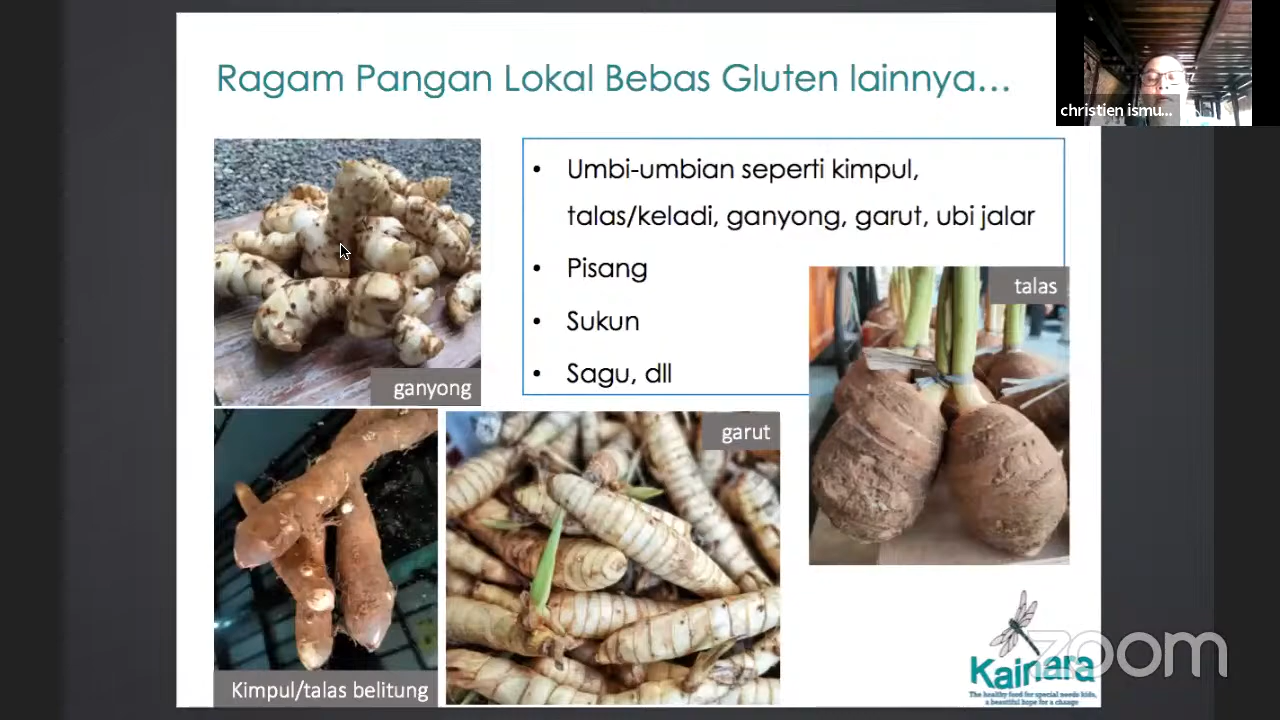 Ragam Pangan Lokal Bebas Gluten lainnya...
christien ismu...
• Umbi-umbian seperti kimpul,
talas/keladi, ganyong, garut, ubi jalar
• Pisang
• Sukun
• Sagu, dll
talas
ganyong
garut
Kimpul/talas belitung
zoom
Kainara
The healthy food for special needs kids,
a beautiful hope for a change